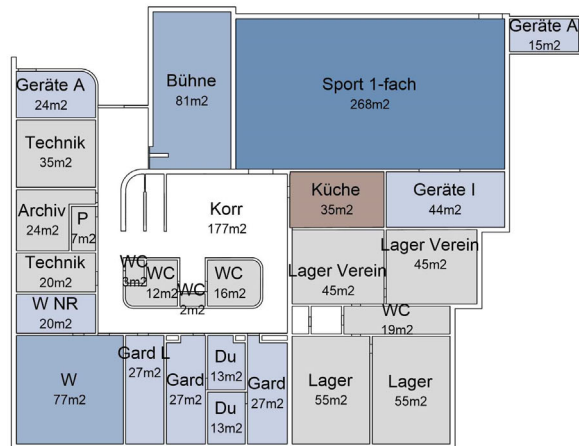 Geräte A
15m2
Bühne
81m2
Sport 1-fach
268m2
Geräte A
24m2
Technik
35m2
Archiv
24m2
P
7m2
Technik
20m2
W NR
20m2
Korr
177m2
Küche
35m2
Geräte I
44m2
WC
3m2
WC
12m2
WC
2m2
WC
16m2
Lager Verein
45m2
Lager Verein
45m2
WC
19m2
W
77m2
Gard L
27m2
Gard
27m2
Du
13m2
Du
13m2
Gard
27m2
Lager
55m2
Lager
55m2